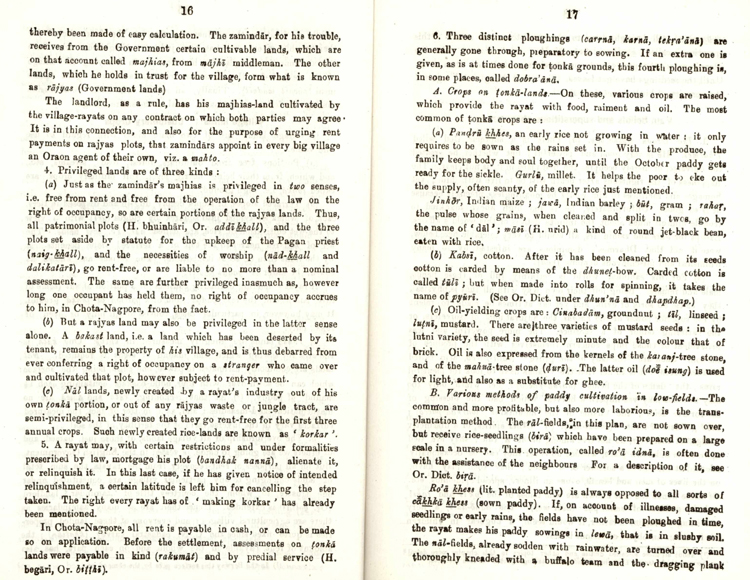 16
thereby been made of easy calculation. The zamindár, for his trouble,
receives from the Government certain cultivable lands, which are
on that account called majhias, from mājhī middleman. The other
lands, which he holds in trust for the village, form what is known
as rājyas (Government lands)
The landlord, as a rule, has his majhias-land cultivated by
the village-rayats on any contract on which both parties may agree.
It is in this connection, and also for the purpose of urging rent
payments on rajyas plots, that zamindārs appoint in every big village
an Oraon agent of their own, viz. a mahto.
4. Privileged lands are of three kinds :
(a) Just as the zamindár's majhias is privileged in two senses,
i.e. free from rent and free from the operation of the law on the
right of occupancy, so are certain portions of the rajyas lands. Thus,
all patrimonial plots (H. bhuinhāri, Or. addīkhall), and the three
plots set aside by statute for the upkeep of the Pagan priest
(naig-khall), and the necessities of worship (nād-khall and
dalikatārī), go rent-free, or are liable to no more than a nominal
assessment. The same are further privileged inasmuch as, however
long one occupant has held them, no right of occupancy accrues
to him, in Chota-Nagpore, from the fact.
(b) But a rajyas land may also be privileged in the latter sense
alone. A bakast land, i.e. a land which has been deserted by its
tenant, remains the property of his village, and is thus debarred from
ever conferring a right of occupancy on a stranger who came over
and cultivated that plot, however subject to rent-payment.
(c) Nāl lands, newly created by a rayat's industry out of his
own ṭonkā portion, or out of any rājyas waste or jungle tract, are
semi-privileged, in this sense that they go rent-free for the first three
annual crops. Such newly created rice-lands are known as ' korkar '.
5. A rayat may, with certain restrictions and under formalities
prescribed by law, mortgage his plot (bandhak nannā), alienate it,
or relinquish it. In this last case, if he has given notice of intended
relinquishment, a certain latitude is left him for cancelling the step
taken. The right every rayat has of ' making korkar ' has already
been mentioned.
In Chota-Nagpore, all rent is payable in cash, or can be made
so on application. Before the settlement, assessments on ṭonkā
lands were payable in kind (rakumāt) and by predial service (H.
begāri, Or. biṭṭhī).
17
6. Three distinct ploughings (carrnā, karnā, tekṛa'ānā) are
generally gone through, preparatory to sowing. If an extra one is
given, as is at times done for ṭonkā grounds, this fourth ploughing is,
in some places, called dobra'ānā.
A. Crops on ṭonkā-lands.—On these, various crops are raised,
which provide the rayat with food, raiment and oil. The most
common of ṭonkā crops are :
(a) Panḍrū khhes, an early rice not growing in water : it only
requires to be sown as the rains set in. With the produce, the
family keeps body and soul together, until the October paddy gets
ready for the sickle. Gurlū, millet. It helps the poor to eke out
the supply, often scanty, of the early rice just mentioned.
Jinhōr, Indian maize ; jawā, Indian barley ; būt, gram ; rahaṛ,
the pulse whose grains, when cleaned and split in twos, go by
the name of ' dāl ' ; māsī (H. urid) a kind of round jet-black bean,
eaten with rice.
(b) Kabsī, cotton. After it has been cleaned from its seeds
cotton is carded by means of the dhuneṭ-bow. Carded cotton is
called tūlī ; but when made into rolls for spinning, it takes the
name of pyūrī. (See Or. Dict. under dhun'nā and dhapdhap.)
(c) Oil-yielding crops are : Cinabadām, groundnut ; tīl, linseed ;
luṭnī, mustard. There are three varieties of mustard seeds : in the
lutni variety, the seed is extremely minute and the colour that of
brick. Oil is also expressed from the kernels of the karanj-tree stone,
and of the mahuā-tree stone (ḍurī). The latter oil (doē isung) is used
for light, and also as a substitute for ghee.
B. Various methods of paddy cultivation in low-fields.—The
common and more profitable, but also more laborious, is the trans-
plantation method. The rāl-fields, in this plan, are not sown over,
but receive rice-seedlings (bīrā) which have been prepared on a large
scale in a nursery. This operation, called ro'ā idnā, is often done
with the assistance of the neighbours For a description of it, see
Or. Dict. bīrā.
Ro'ā khess (lit. planted paddy) is always opposed to all sorts of
cākhkā khess (sown paddy). If, on account of illnesses, damaged
seedlings or early rains, the fields have not been ploughed in time,
the rayat makes his paddy sowings in lewā, that is in slushy soil.
The nāl-fields, already sodden with rainwater, are turned over and
thoroughly kneaded with a buffalo team and the dragging plank